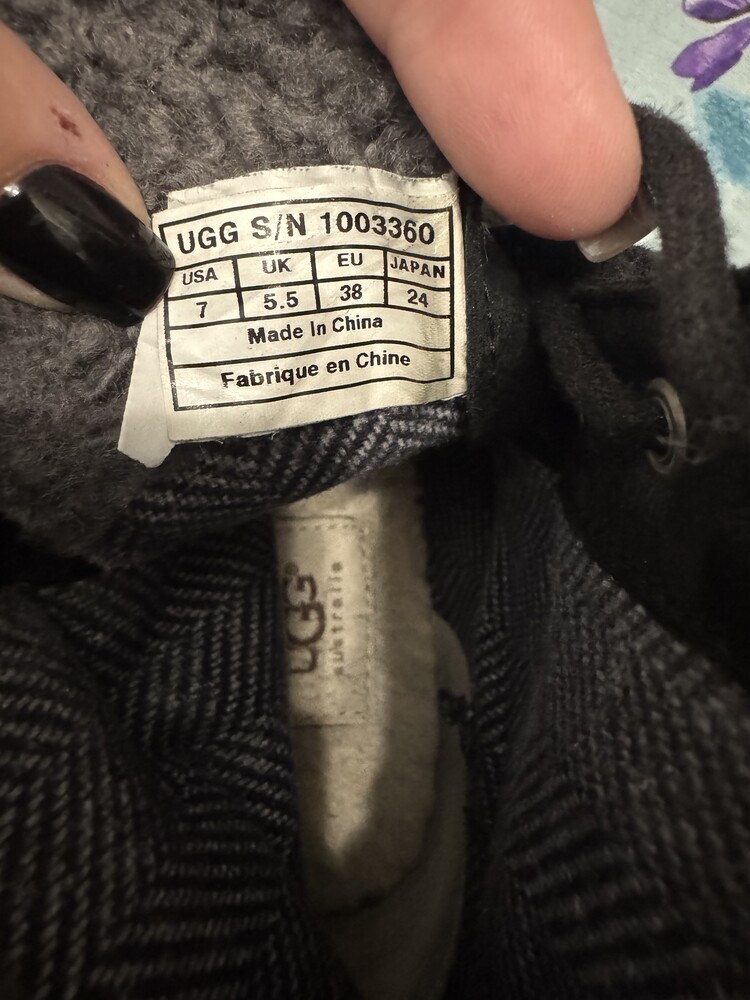 UGG S/N 1003360
USA UK EU JAPAN
7 5.5 38 24
Made In China
Fabrique en Chine
UGG®
australia